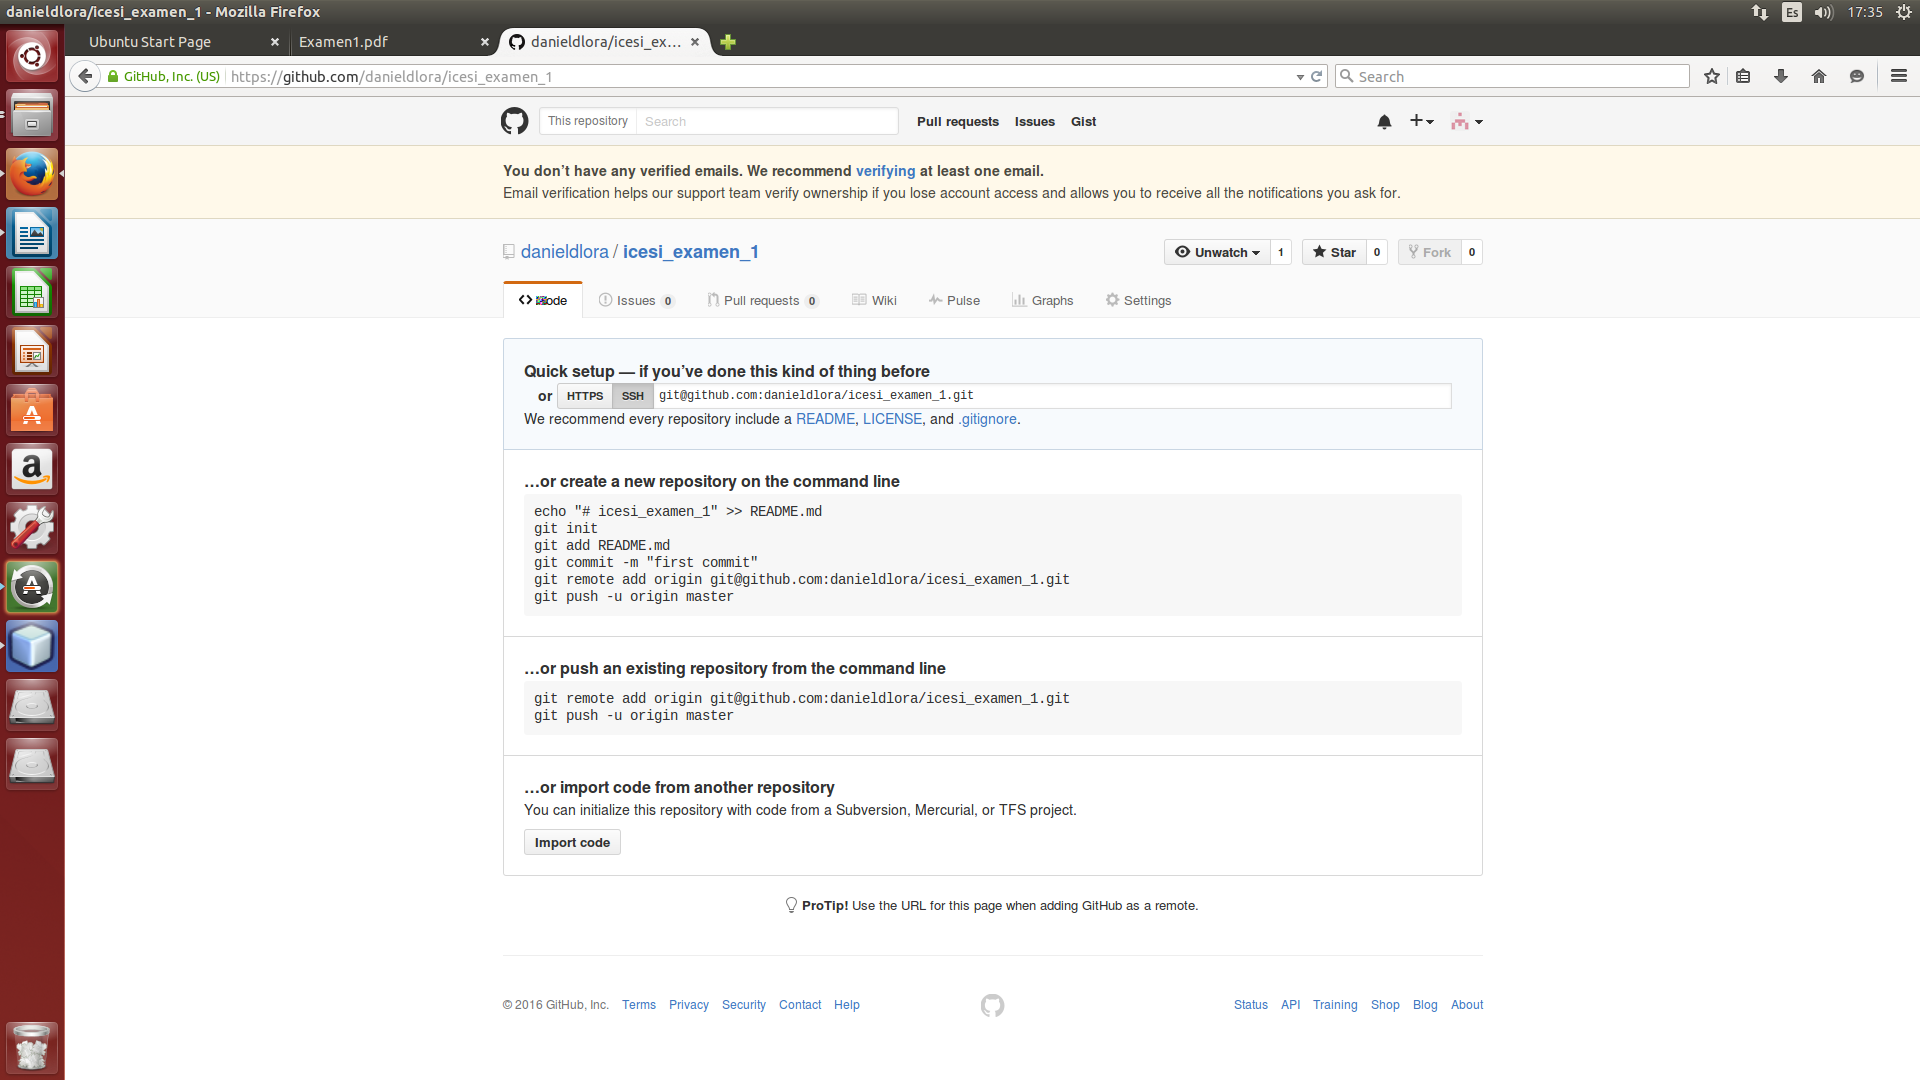 danieldlora/icesi_examen_1 - Mozilla Firefox
Es
17:35
Ubuntu Start Page
Examen1.pdf
danieldlora/icesi_ex...
GitHub, Inc. (US)
https://github.com/danieldlora/icesi_examen_1
Search
This repository
Search
Pull requests
Issues
Gist
You don’t have any verified emails. We recommend verifying at least one email.
Email verification helps our support team verify ownership if you lose account access and allows you to receive all the notifications you ask for.
danieldlora / icesi_examen_1
Unwatch 1
Star 0
Fork 0
Code
Issues 0
Pull requests 0
Wiki
Pulse
Graphs
Settings
Quick setup — if you’ve done this kind of thing before
or HTTPS SSH git@github.com:danieldlora/icesi_examen_1.git
We recommend every repository include a README, LICENSE, and .gitignore.
…or create a new repository on the command line
echo "# icesi_examen_1" >> README.md
git init
git add README.md
git commit -m "first commit"
git remote add origin git@github.com:danieldlora/icesi_examen_1.git
git push -u origin master
…or push an existing repository from the command line
git remote add origin git@github.com:danieldlora/icesi_examen_1.git
git push -u origin master
…or import code from another repository
You can initialize this repository with code from a Subversion, Mercurial, or TFS project.
Import code
ProTip! Use the URL for this page when adding GitHub as a remote.
© 2016 GitHub, Inc. Terms Privacy Security Contact Help
Status API Training Shop Blog About